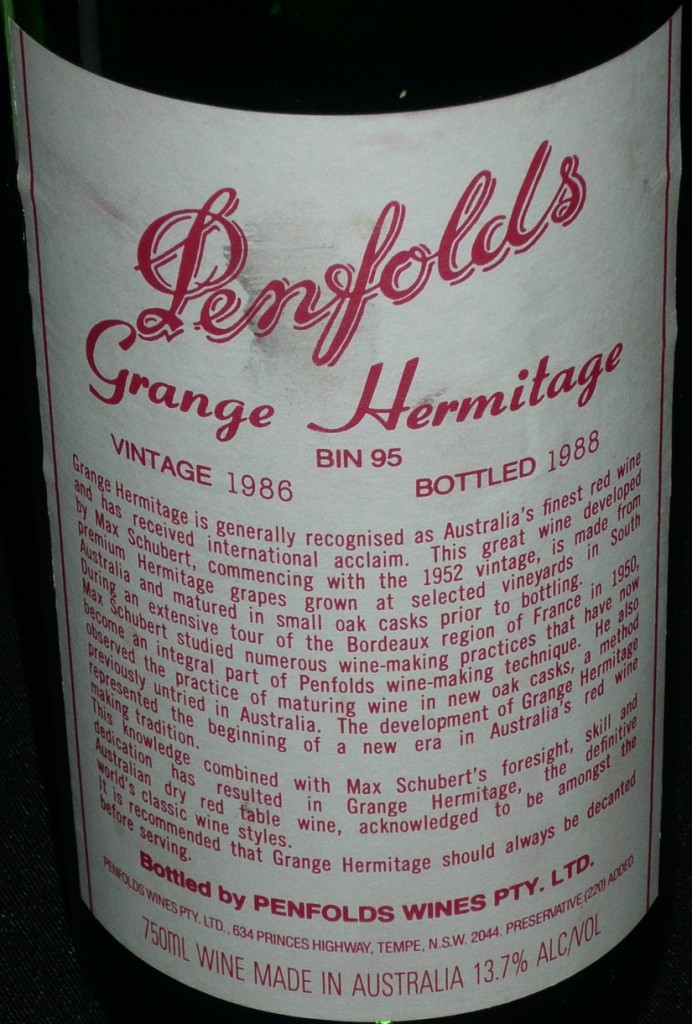 Penfolds
Grange Hermitage
VINTAGE 1986 BIN 95 BOTTLED 1988
Grange Hermitage is generally recognised as Australia's finest red wine
and has received international acclaim. This great wine developed
by Max Schubert, commencing with the 1952 vintage, is made from
premium Hermitage grapes grown at selected vineyards in South
Australia and matured in small oak casks prior to bottling.
During an extensive tour of the Bordeaux region of France in 1950,
Max Schubert studied numerous wine-making practices that have now
become an integral part of Penfolds wine-making technique. He also
observed the practice of maturing wine in new oak casks, a method
previously untried in Australia. The development of Grange Hermitage
represented the beginning of a new era in Australia's red wine
making tradition.
This knowledge combined with Max Schubert's foresight, skill and
dedication has resulted in Grange Hermitage, the definitive
Australian dry red table wine, acknowledged to be amongst the
world's classic wine styles.
It is recommended that Grange Hermitage should always be decanted
before serving.
Bottled by PENFOLDS WINES PTY. LTD.
PENFOLDS WINES PTY. LTD., 634 PRINCES HIGHWAY, TEMPE, N.S.W. 2044. PRESERVATIVE (220) ADDED.
750ML WINE MADE IN AUSTRALIA 13.7% ALC/VOL